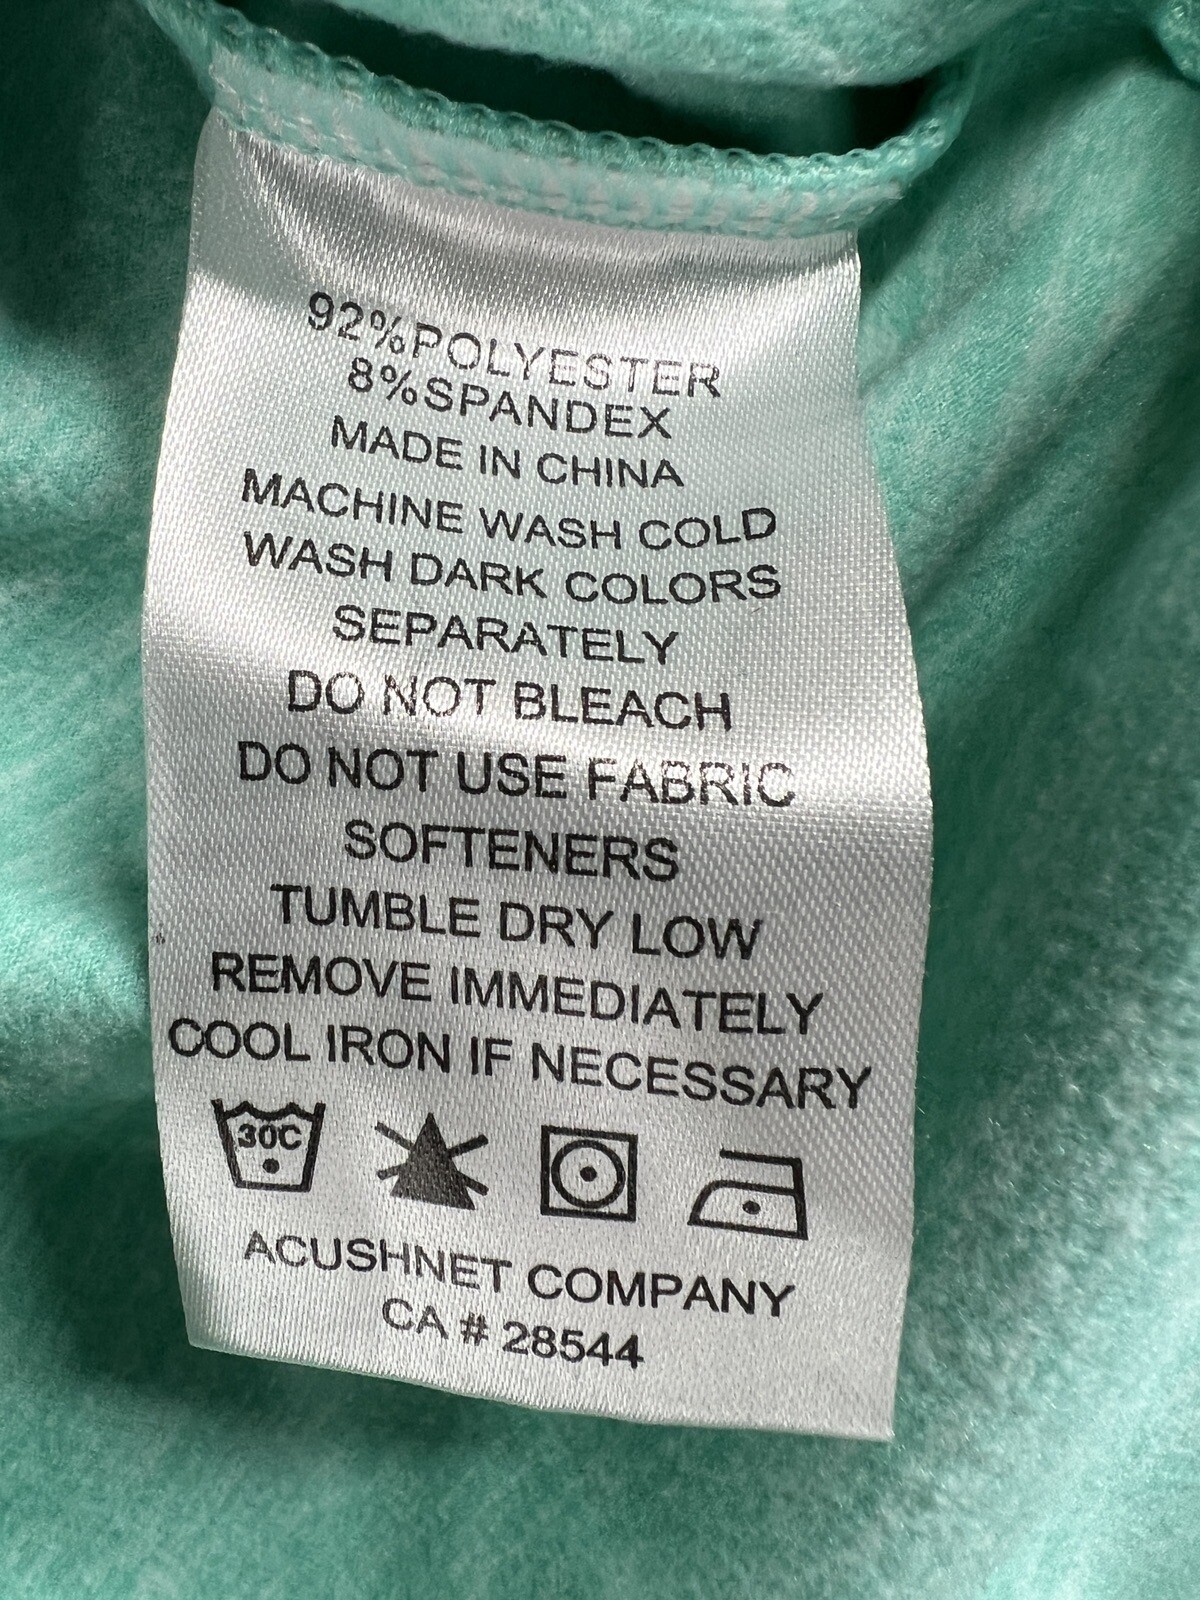 92%POLYESTER
8%SPANDEX
MADE IN CHINA
MACHINE WASH COLD
WASH DARK COLORS
SEPARATELY
DO NOT BLEACH
DO NOT USE FABRIC
SOFTENERS
TUMBLE DRY LOW
REMOVE IMMEDIATELY
COOL IRON IF NECESSARY
30C
ACUSHNET COMPANY
CA # 28544